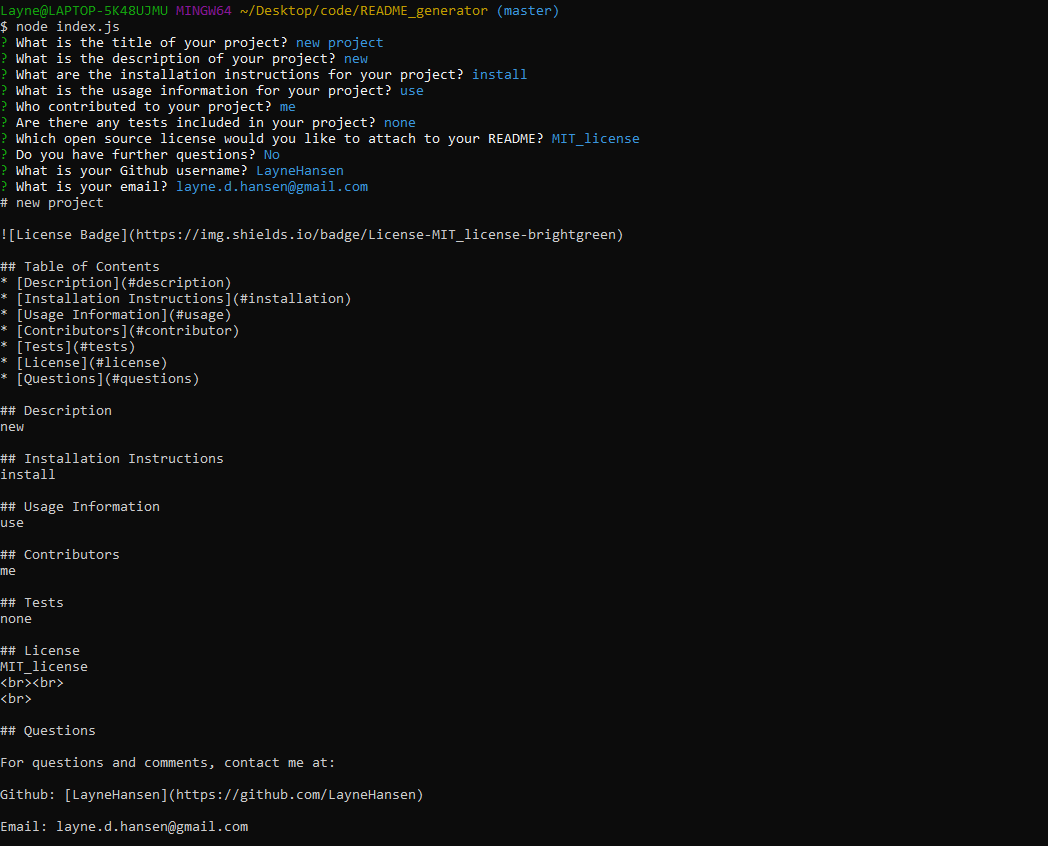 Layne@LAPTOP-5K48UJMU MINGW64 ~/Desktop/code/README_generator (master)
$ node index.js
? What is the title of your project? new project
? What is the description of your project? new
? What are the installation instructions for your project? install
? What is the usage information for your project? use
? Who contributed to your project? me
? Are there any tests included in your project? none
? Which open source license would you like to attach to your README? MIT_license
? Do you have further questions? No
? What is your Github username? LayneHansen
? What is your email? layne.d.hansen@gmail.com
# new project
![License Badge](https://img.shields.io/badge/License-MIT_license-brightgreen)
## Table of Contents
* [Description](#description)
* [Installation Instructions](#installation)
* [Usage Information](#usage)
* [Contributors](#contributor)
* [Tests](#tests)
* [License](#license)
* [Questions](#questions)
## Description
new
## Installation Instructions
install
## Usage Information
use
## Contributors
me
## Tests
none
## License
MIT_license
<br><br>
<br>
## Questions
For questions and comments, contact me at:
Github: [LayneHansen](https://github.com/LayneHansen)
Email: layne.d.hansen@gmail.com